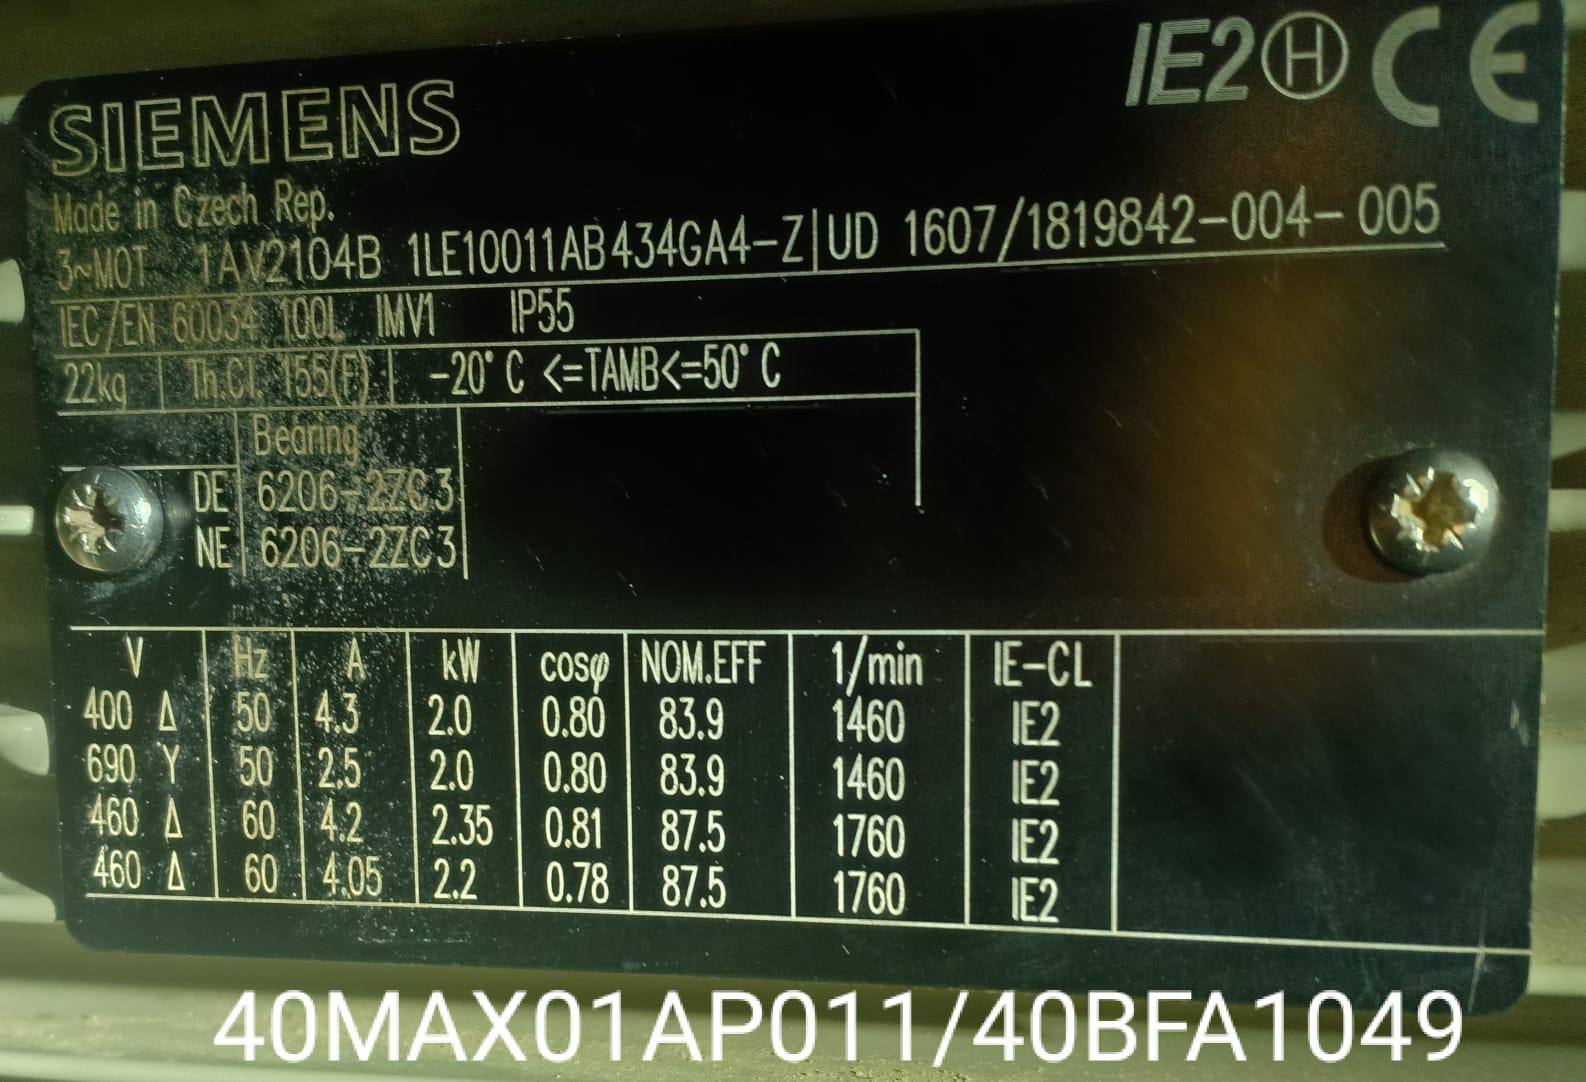 SIEMENS
IE2 H CE
Made in Czech Rep.
3~MOT 1AV2104B 1LE10011AB434GA4-Z UD 1607/1819842-004-005
IEC/EN 60034 100L IMV1 IP55
22kg Th.Cl. 155(F) -20°C <=TAMB<=50°C
Bearing
DE 6206-2ZC3
NE 6206-2ZC3
V Hz A kW cosφ NOM.EFF 1/min IE-CL
400 Δ 50 4.3 2.0 0.80 83.9 1460 IE2
690 Y 50 2.5 2.0 0.80 83.9 1460 IE2
460 Δ 60 4.2 2.35 0.81 87.5 1760 IE2
460 Δ 60 4.05 2.2 0.78 87.5 1760 IE2
40MAX01AP011/40BFA1049